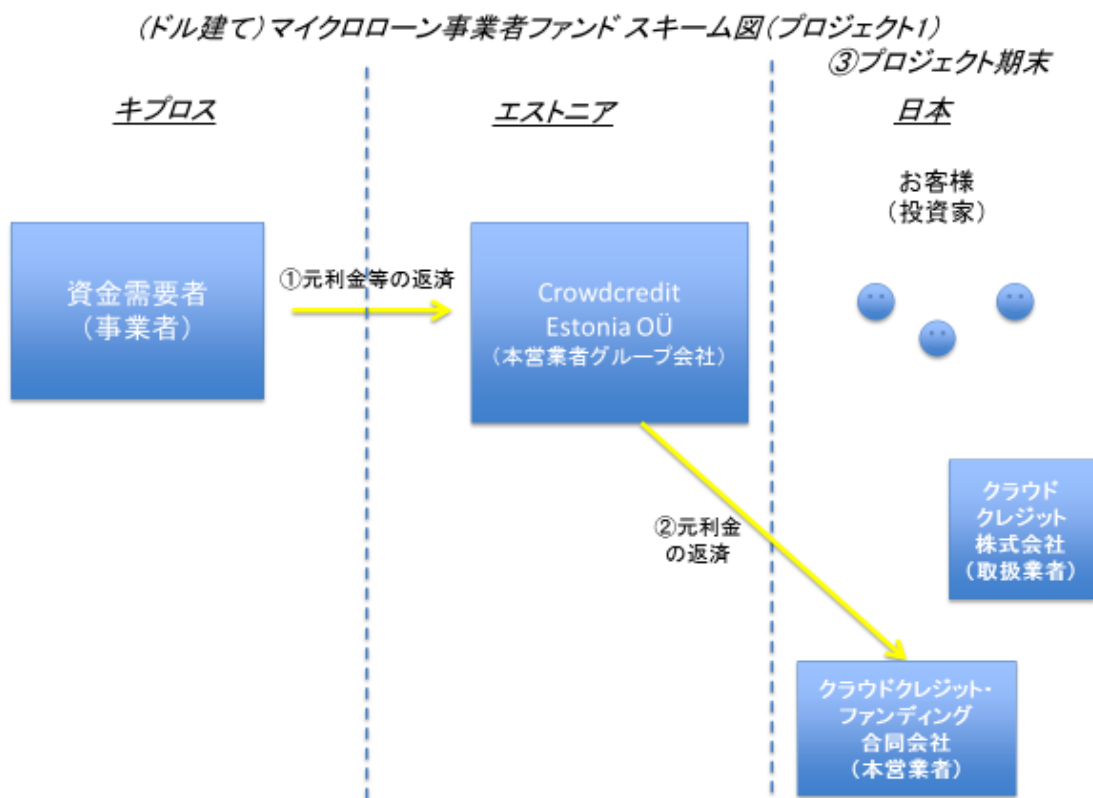 (ドル建て)マイクロローン事業者ファンド スキーム図(プロジェクト1)
③プロジェクト期末
キプロス
エストニア
日本
お客様
(投資家)
資金需要者
(事業者)
①元利金等の返済
Crowdcredit
Estonia OÜ
(本営業者グループ会社)
②元利金
の返済
クラウド
クレジット
株式会社
(取扱業者)
クラウドクレジット・
ファンディング
合同会社
(本営業者)